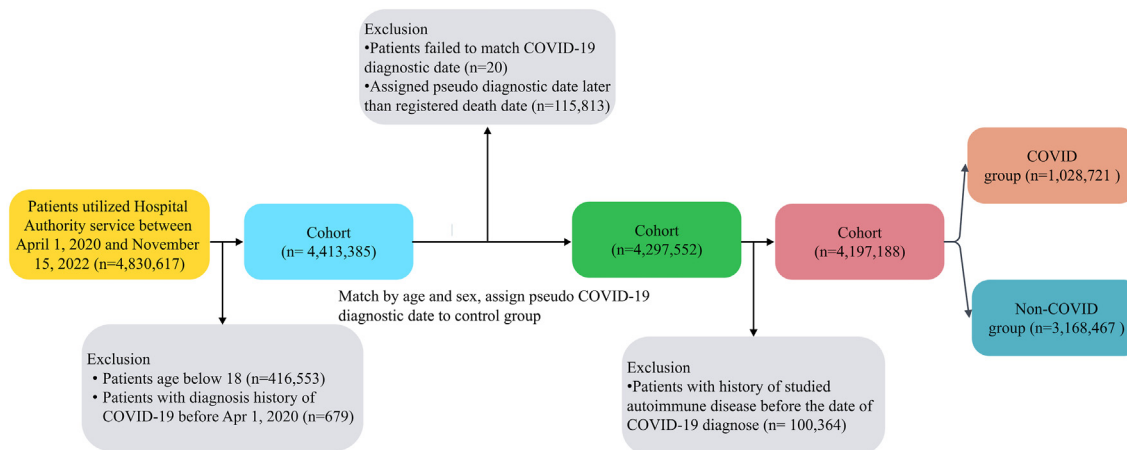 Exclusion
•Patients failed to match COVID-19
diagnostic date (n=20)
•Assigned pseudo diagnostic date later
than registered death date (n=115,813)
Patients utilized Hospital
Authority service between
April 1, 2020 and November
15, 2022 (n=4,830,617)
Cohort
(n= 4,413,385)
Match by age and sex, assign pseudo COVID-19
diagnostic date to control group
Cohort
(n=4,297,552)
Cohort
(n=4,197,188)
COVID
group (n=1,028,721 )
Non-COVID
group (n=3,168,467 )
Exclusion
• Patients age below 18 (n=416,553)
• Patients with diagnosis history of
COVID-19 before Apr 1, 2020 (n=679)
Exclusion
•Patients with history of studied
autoimmune disease before the date of
COVID-19 diagnose (n= 100,364)